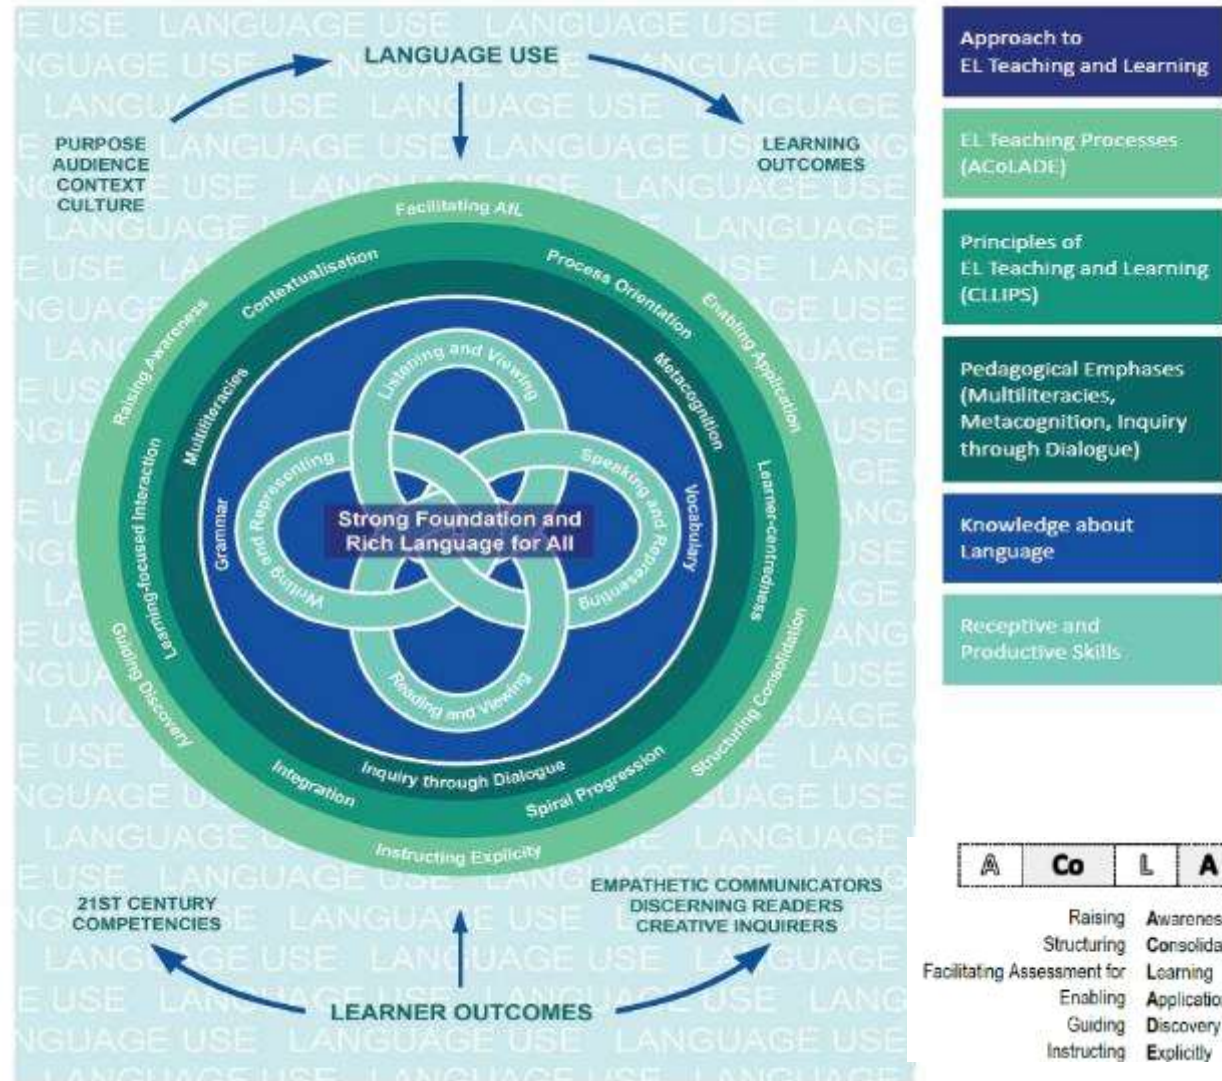 LANGUAGE USE
PURPOSE
AUDIENCE
CONTEXT
CULTURE
LEARNING
OUTCOMES
Facilitating AfL
Enabling Application
Structuring Consolidation
Instructing Explicity
Guiding Discovery
Raising Awareness
Contextualisation
Process Orientation
Learner-centredness
Spiral Progression
Integration
Learning-focused Interaction
Multiliteracies
Metacognition
Inquiry through Dialogue
Grammar
Vocabulary
Listening and Viewing
Speaking and Representing
Reading and Viewing
Writing and Representing
Strong Foundation and
Rich Language for All
21ST CENTURY
COMPETENCIES
EMPATHETIC COMMUNICATORS
DISCERNING READERS
CREATIVE INQUIRERS
LEARNER OUTCOMES
Approach to
EL Teaching and Learning
EL Teaching Processes
(ACoLADE)
Principles of
EL Teaching and Learning
(CLLIPS)
Pedagogical Emphases
(Multiliteracies,
Metacognition, Inquiry
through Dialogue)
Knowledge about
Language
Receptive and
Productive Skills
A Co L A
Raising Awarenes
Structuring Consolida
Facilitating Assessment for Learning
Enabling Application
Guiding Discovery
Instructing Explicitly